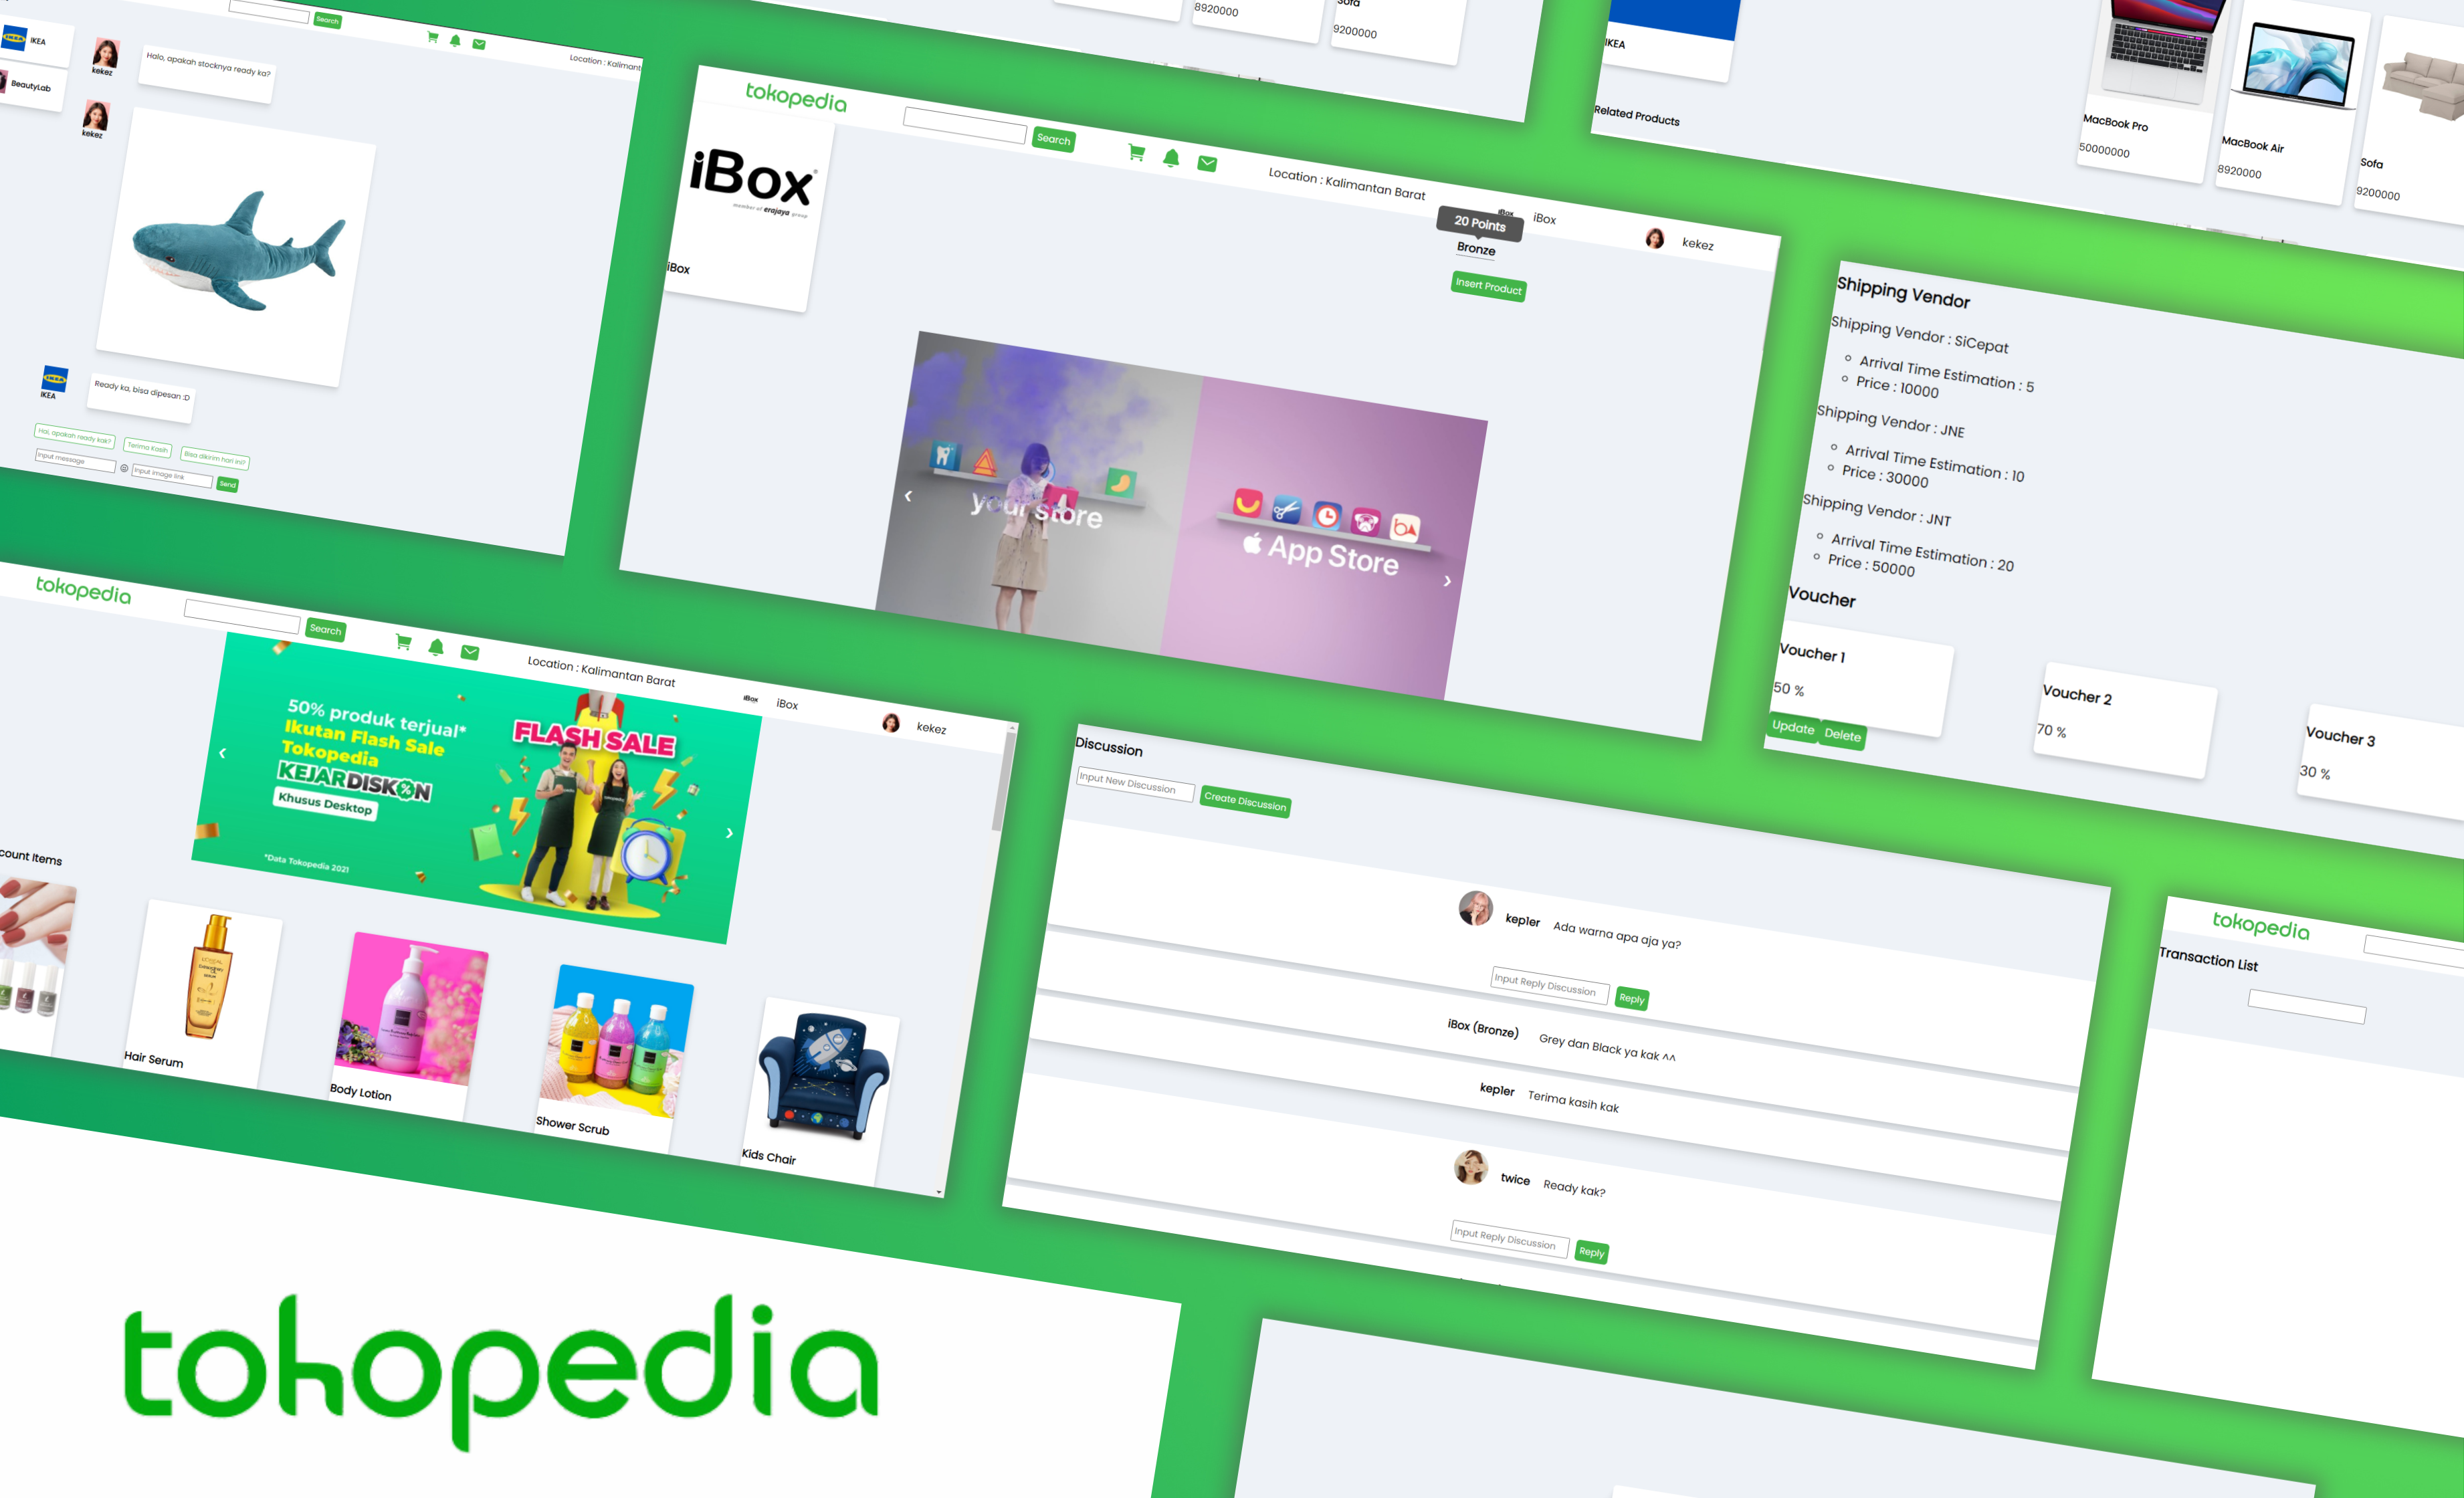 Search
IKEA
BeautyLab
Location : Kalimant
kekez
Halo, apakah stocknya ready ka?
kekez
IKEA
IKEA
Ready ka, bisa dipesan :D
Hai, apakah ready kak?
Terima Kasih
Bisa dikirim hari ini?
Input message
Input image link
Send
8920000
Sofa
9200000
IKEA
Related Products
MacBook Pro
50000000
MacBook Air
8920000
Sofa
9200000
tokopedia
Search
Location : Kalimantan Barat
iBox
iBox
kekez
iBox
member of erajaya group
iBox
20 Points
Bronze
Insert Product
your store
App Store
Shipping Vendor
Shipping Vendor : SiCepat
Arrival Time Estimation : 5
Price : 10000
Shipping Vendor : JNE
Arrival Time Estimation : 10
Price : 30000
Shipping Vendor : JNT
Arrival Time Estimation : 20
Price : 50000
Voucher
Voucher 1
50 %
Update
Delete
Voucher 2
70 %
Voucher 3
30 %
tokopedia
Search
Location : Kalimantan Barat
iBox
iBox
kekez
50% produk terjual*
Ikutan Flash Sale
Tokopedia
KEJARDISKON
Khusus Desktop
*Data Tokopedia 2021
FLASH SALE
count Items
Hair Serum
Body Lotion
Shower Scrub
Kids Chair
Discussion
Input New Discussion
Create Discussion
kep1er Ada warna apa aja ya?
Input Reply Discussion
Reply
iBox (Bronze) Grey dan Black ya kak ^^
kep1er Terima kasih kak
twice Ready kak?
Input Reply Discussion
Reply
tokopedia
Transaction List
tokopedia